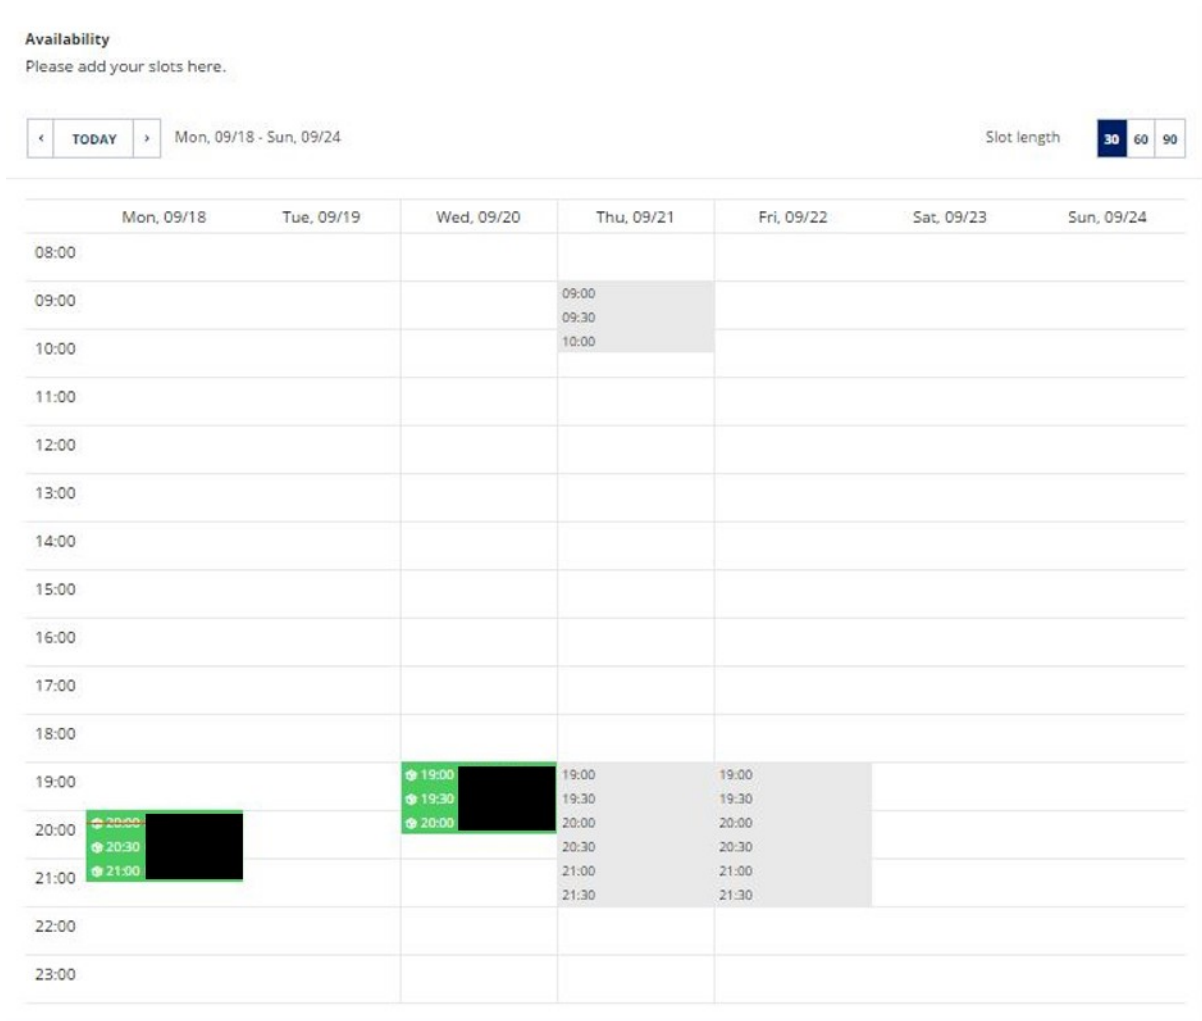 Availability
Please add your slots here.
‹ TODAY › Mon, 09/18 - Sun, 09/24 Slot length 30 60 90
Mon, 09/18 Tue, 09/19 Wed, 09/20 Thu, 09/21 Fri, 09/22 Sat, 09/23 Sun, 09/24
08:00
09:00 09:00
09:30
10:00 10:00
11:00
12:00
13:00
14:00
15:00
16:00
17:00
18:00
19:00 19:00 19:00 19:00
19:30 19:30 19:30
20:00 20:00 20:00 20:00 20:00
20:30 20:30 20:30
21:00 21:00 21:00 21:00
21:30 21:30
22:00
23:00